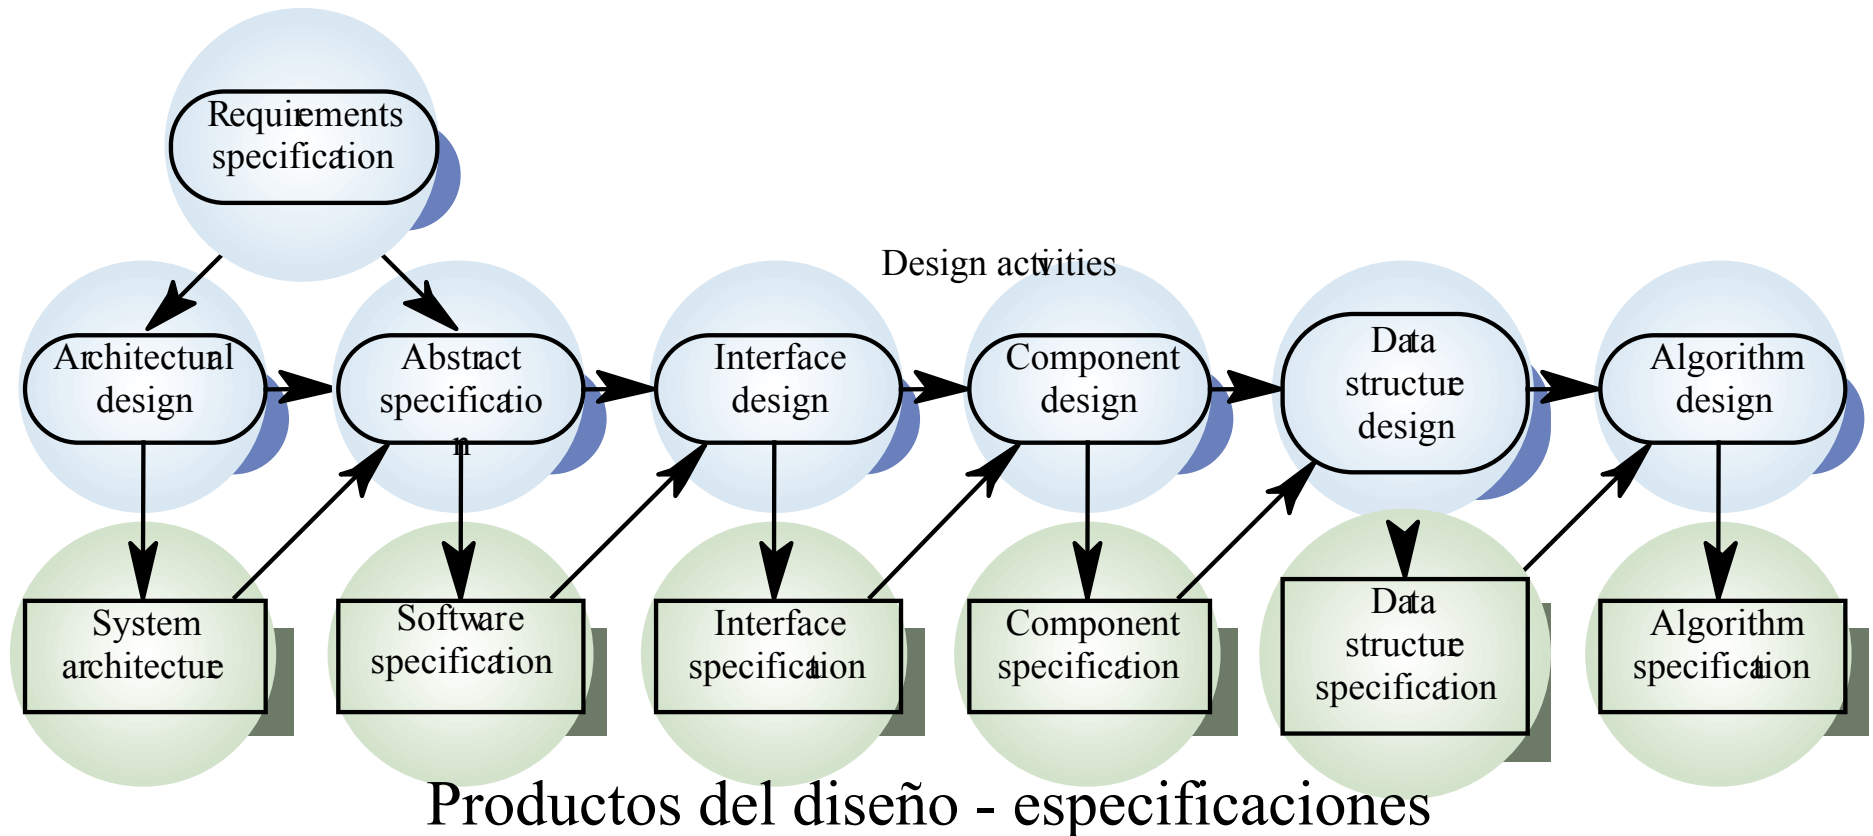 Requirements
specification
Design activities
Architectural
design
Abstract
specificatio
n
Interface
design
Component
design
Data
structure
design
Algorithm
design
System
architecture
Software
specification
Interface
specification
Component
specification
Data
structure
specification
Algorithm
specification
Productos del diseño - especificaciones